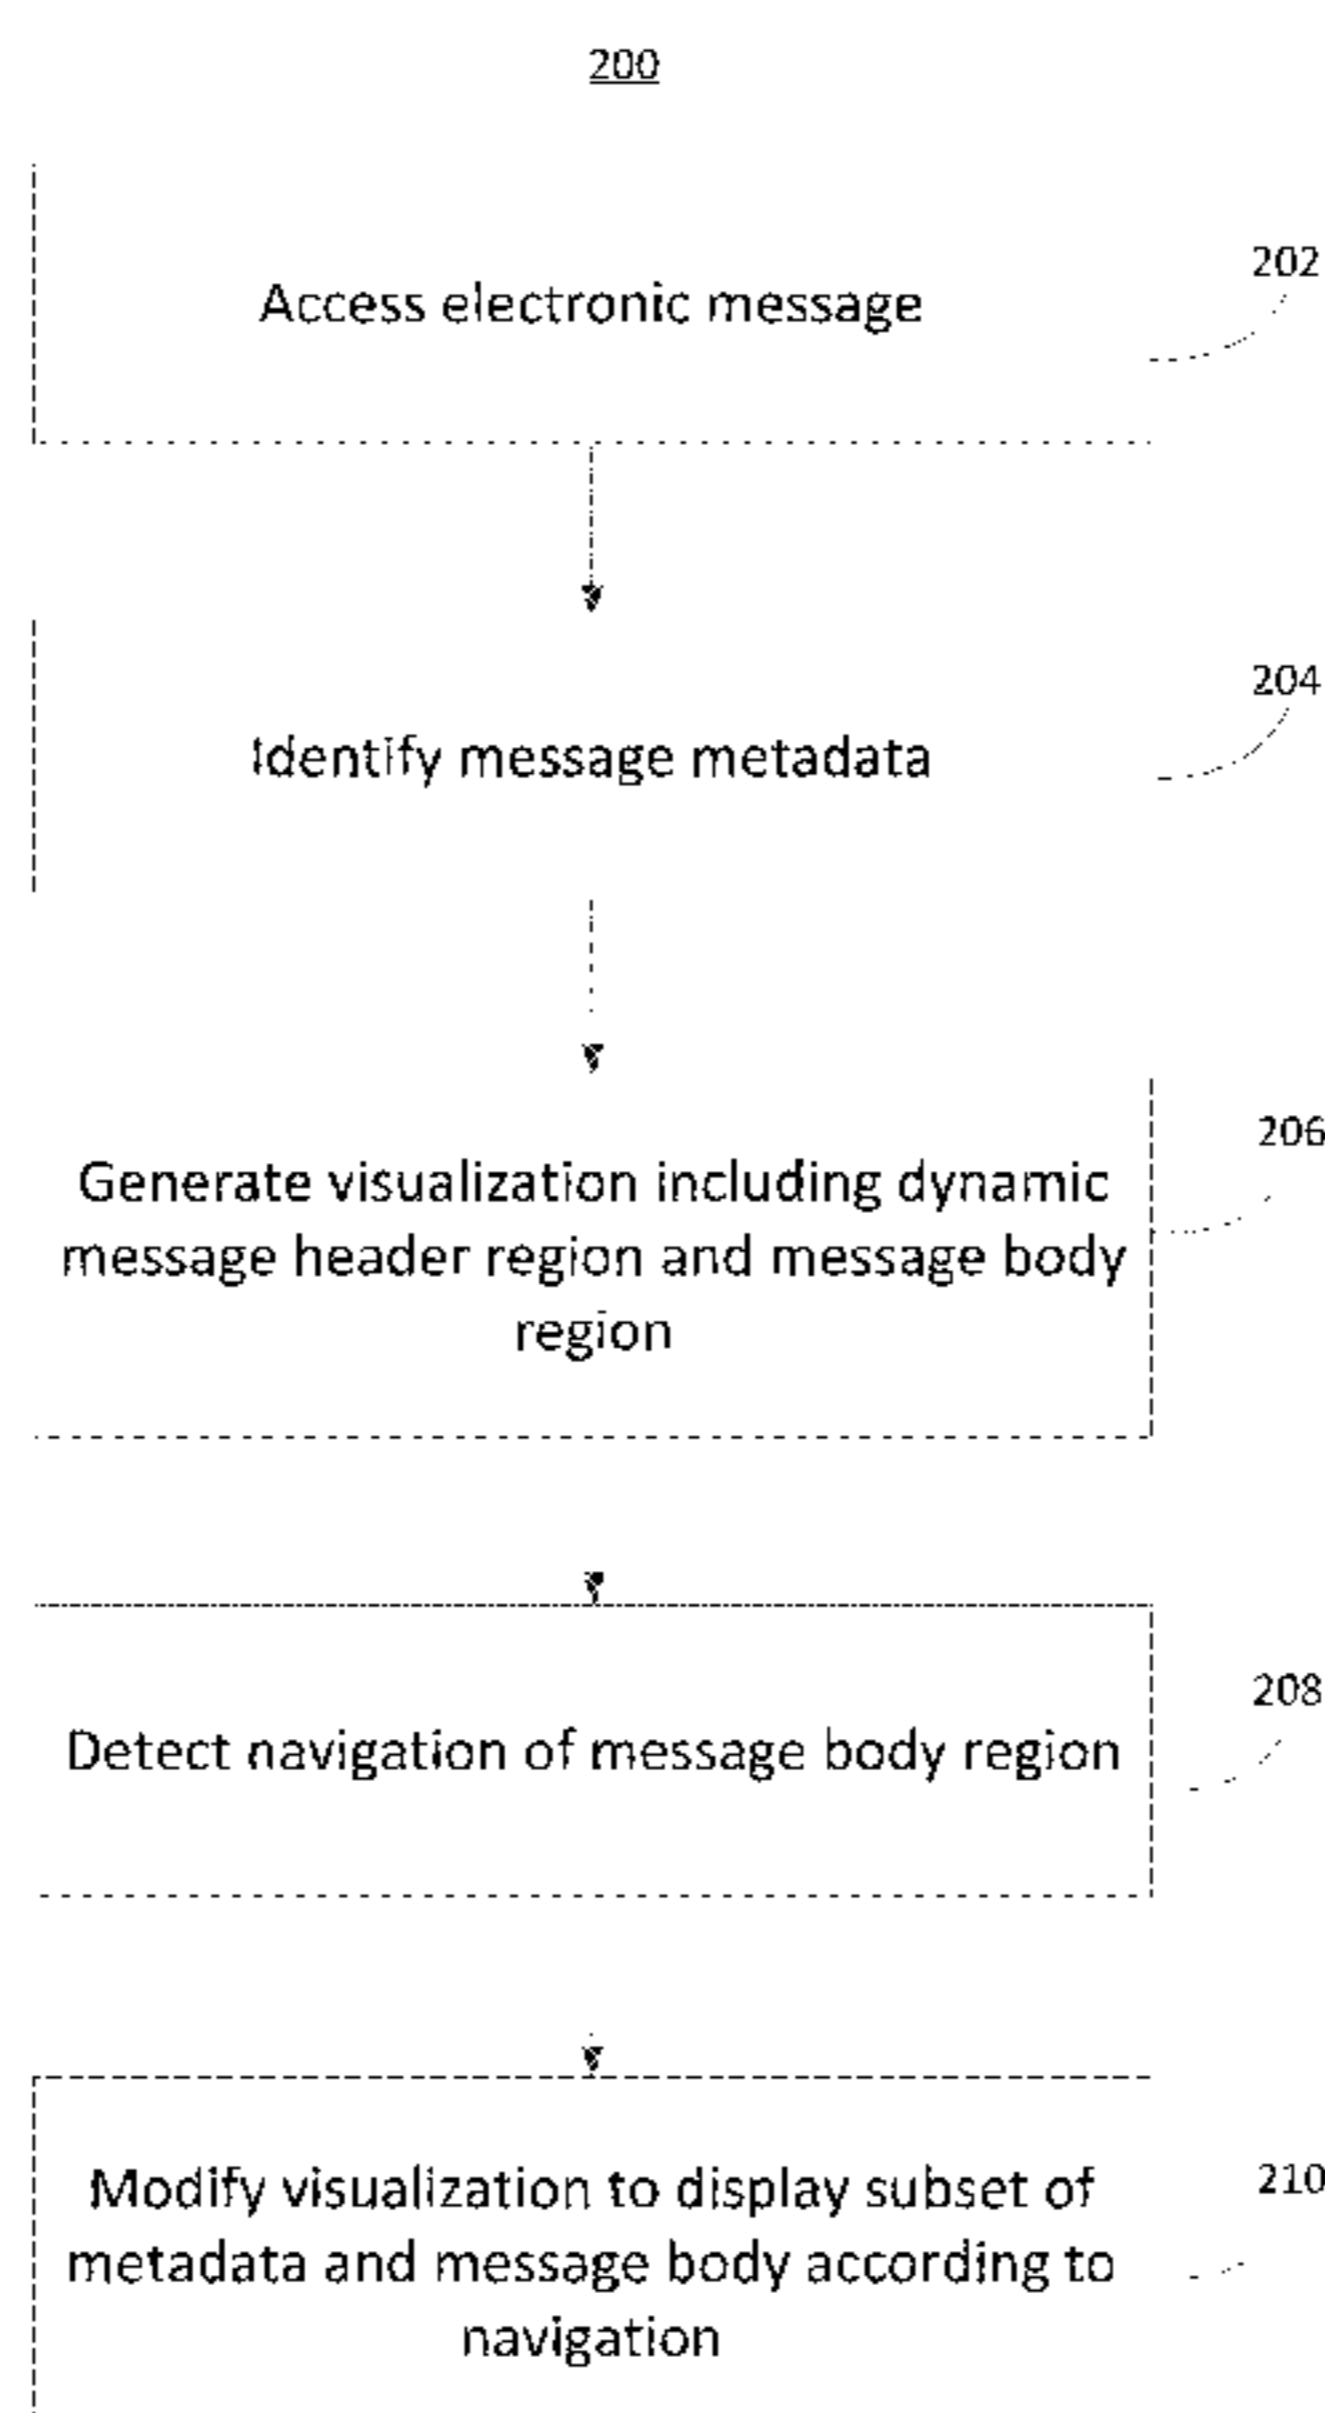 200
202
Access electronic message
204
Identify message metadata
206
Generate visualization including dynamic
message header region and message body
region
208
Detect navigation of message body region
210
Modify visualization to display subset of
metadata and message body according to
navigation